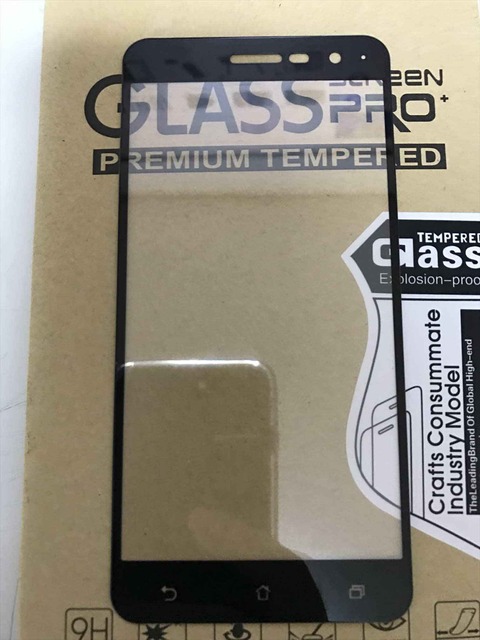 GLASS
SCREEN
PRO+
PREMIUM TEMPERED
TEMPERED
Glass
Explosion-proo
Crafts Consummate
Industry Model
TheLeadingBrand Of Global High-end
9H